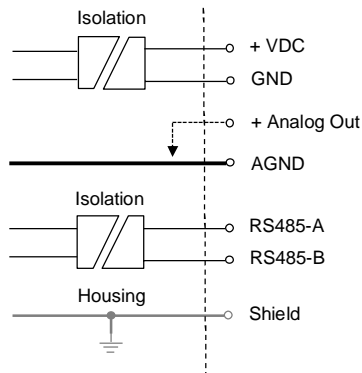 Isolation
+ VDC
GND
+ Analog Out
AGND
Isolation
RS485-A
RS485-B
Housing
Shield